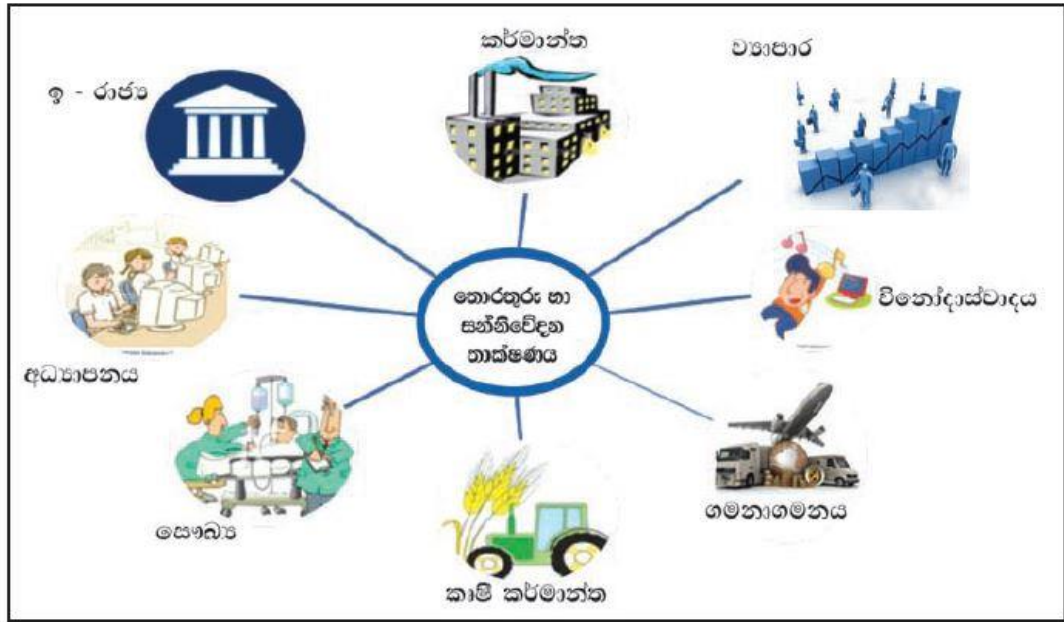 කර්මාන්ත
ව්‍යාපාර
ඉ - රාජ්‍ය
තොරතුරු හා
සන්නිවේදන
තාක්ෂණය
විනෝදාස්වාදය
අධ්‍යාපනය
සෞඛ්‍ය
ගමනාගමනය
කෘෂි කර්මාන්ත